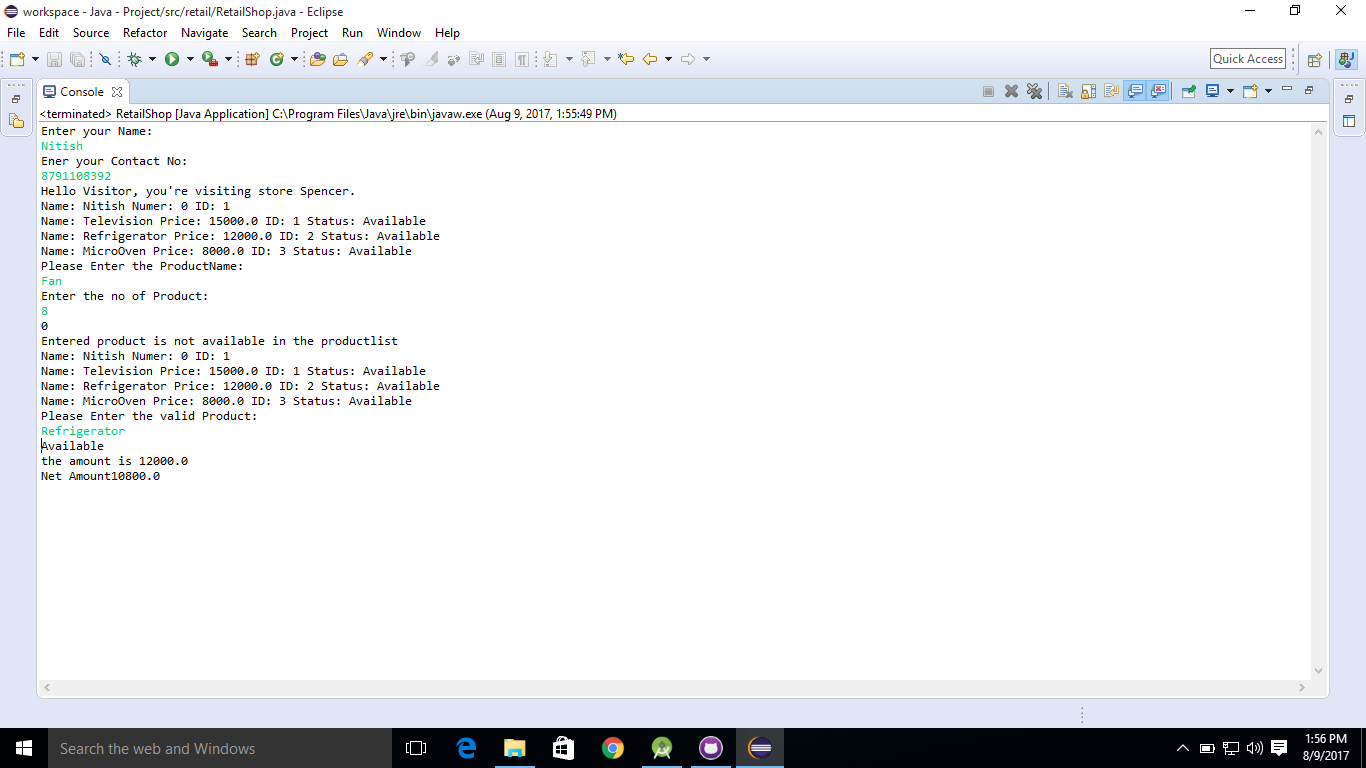 workspace - Java - Project/src/retail/RetailShop.java - Eclipse
File Edit Source Refactor Navigate Search Project Run Window Help
Quick Access
Console
<terminated> RetailShop [Java Application] C:\Program Files\Java\jre\bin\javaw.exe (Aug 9, 2017, 1:55:49 PM)
Enter your Name:
Nitish
Ener your Contact No:
8791108392
Hello Visitor, you're visiting store Spencer.
Name: Nitish Numer: 0 ID: 1
Name: Television Price: 15000.0 ID: 1 Status: Available
Name: Refrigerator Price: 12000.0 ID: 2 Status: Available
Name: MicroOven Price: 8000.0 ID: 3 Status: Available
Please Enter the ProductName:
Fan
Enter the no of Product:
8
0
Entered product is not available in the productlist
Name: Nitish Numer: 0 ID: 1
Name: Television Price: 15000.0 ID: 1 Status: Available
Name: Refrigerator Price: 12000.0 ID: 2 Status: Available
Name: MicroOven Price: 8000.0 ID: 3 Status: Available
Please Enter the valid Product:
Refrigerator
Available
the amount is 12000.0
Net Amount10800.0
Search the web and Windows
1:56 PM
8/9/2017